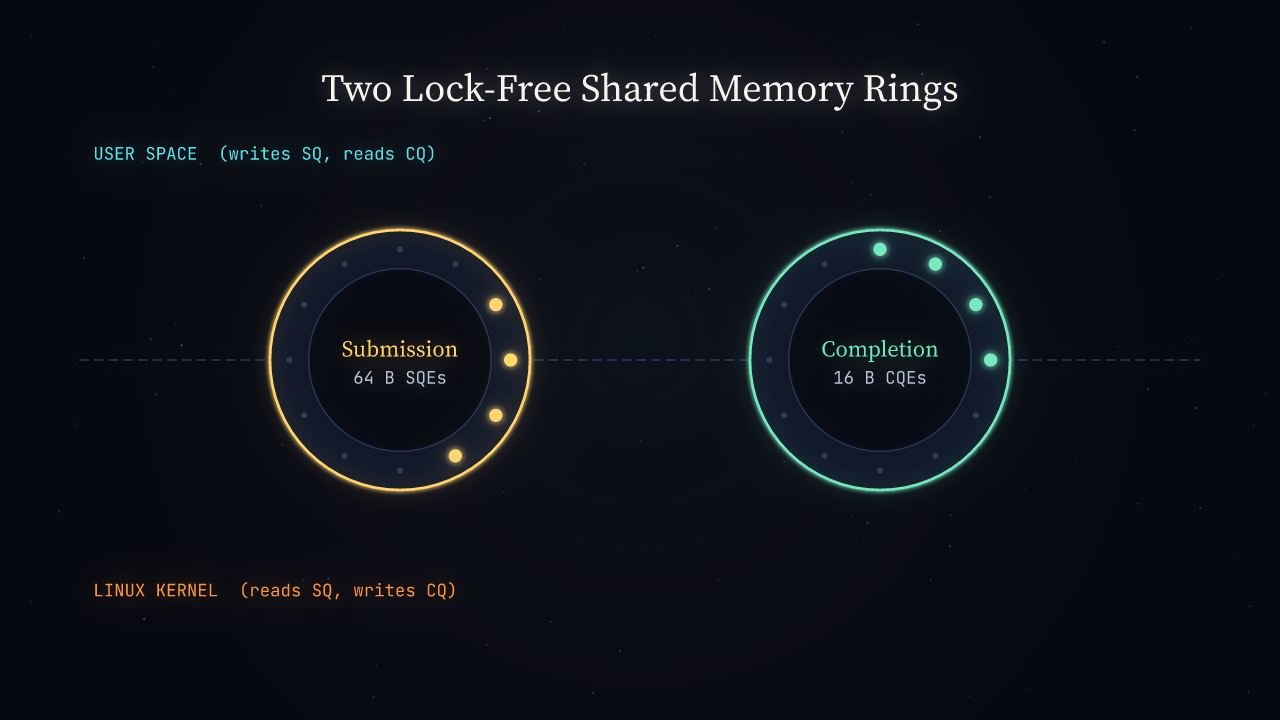 Two Lock-Free Shared Memory Rings
USER SPACE (writes SQ, reads CQ)
Submission
64 B SQEs
Completion
16 B CQEs
LINUX KERNEL (reads SQ, writes CQ)